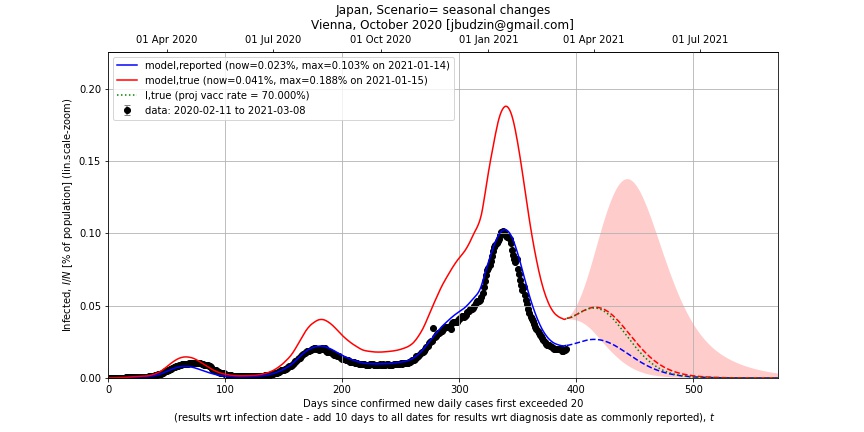 Japan, Scenario= seasonal changes
Vienna, October 2020 [jbudzin@gmail.com]
01 Apr 2020 01 Jul 2020 01 Oct 2020 01 Jan 2021 01 Apr 2021 01 Jul 2021
model,reported (now=0.023%, max=0.103% on 2021-01-14)
model,true (now=0.041%, max=0.188% on 2021-01-15)
I,true (proj vacc rate = 70.000%)
data: 2020-02-11 to 2021-03-08
Infected, I/N [% of population] (lin.scale-zoom)
0.20
0.15
0.10
0.05
0.00
0 100 200 300 400 500
Days since confirmed new daily cases first exceeded 20
(results wrt infection date - add 10 days to all dates for results wrt diagnosis date as commonly reported), t